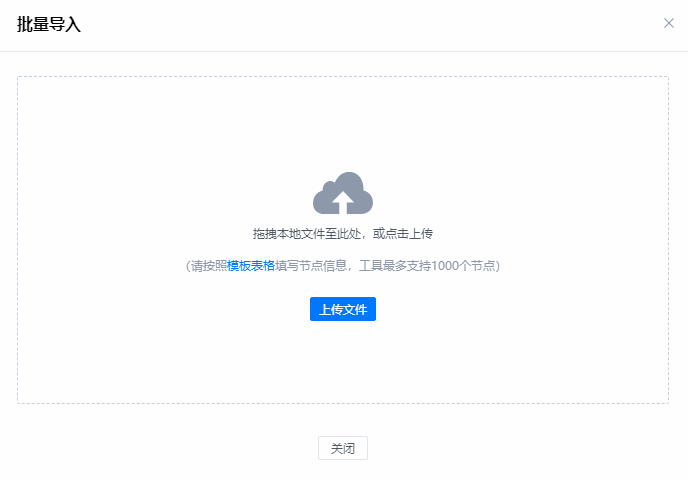 批量导入
拖拽本地文件至此处，或点击上传
（请按照模板表格填写节点信息，工具最多支持1000个节点）
上传文件
关闭